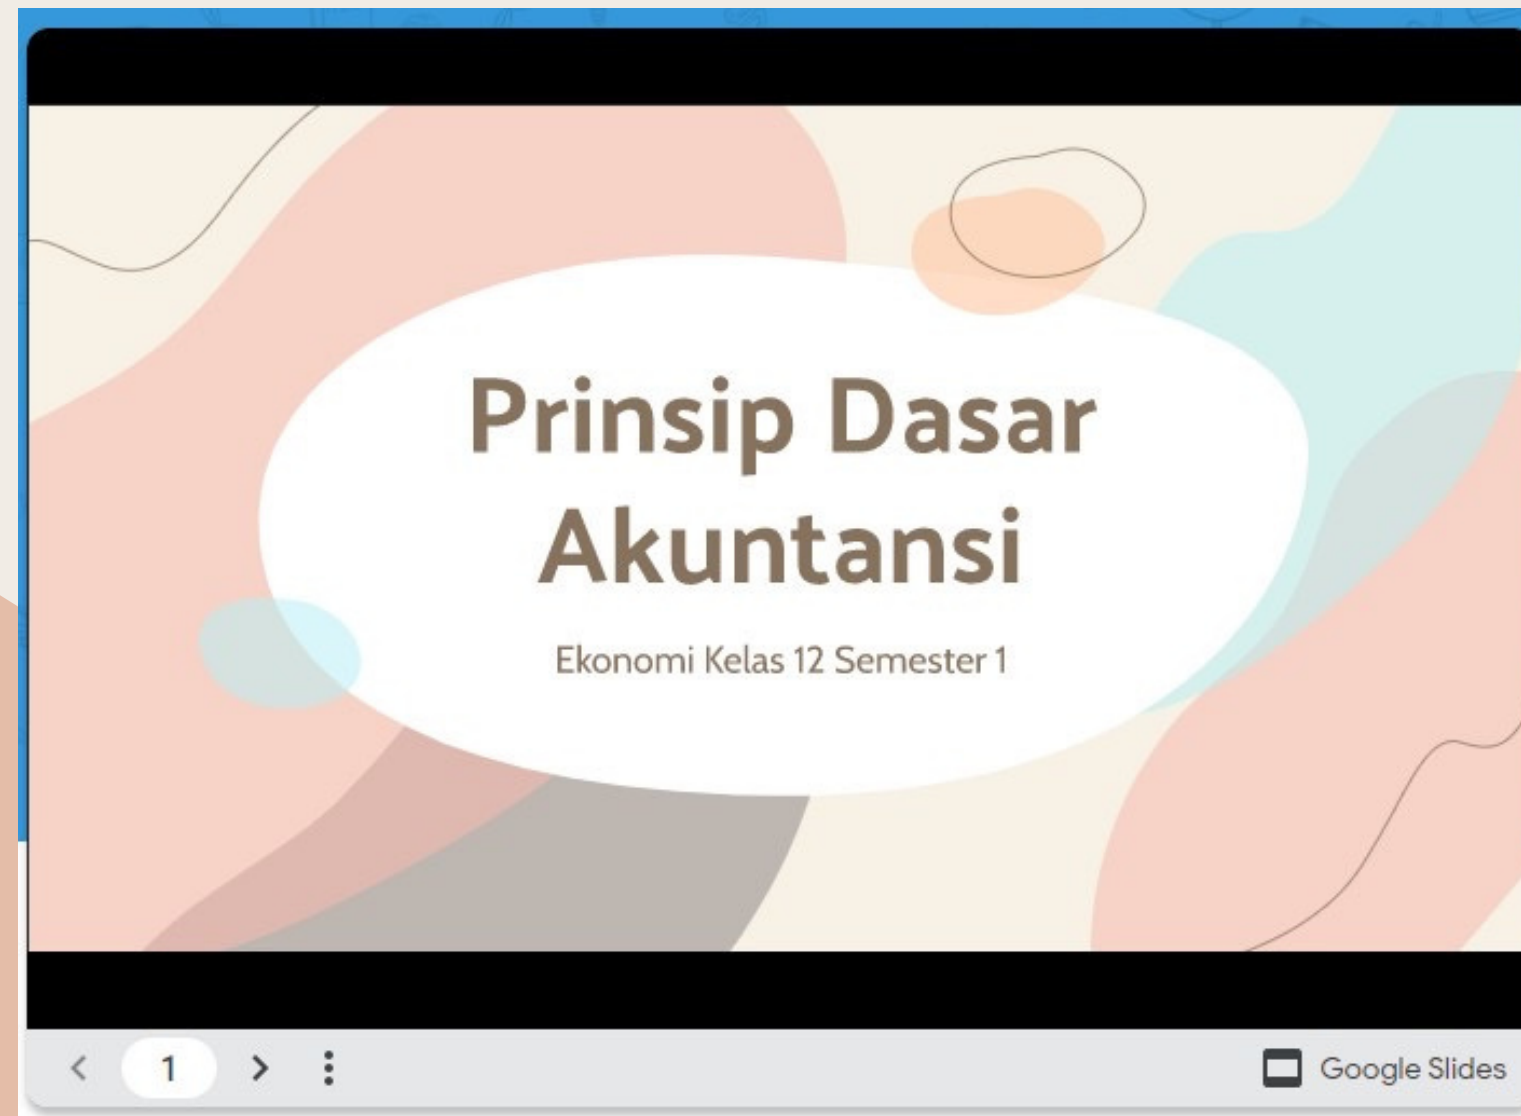 Prinsip Dasar
Akuntansi
Ekonomi Kelas 12 Semester 1
1
Google Slides